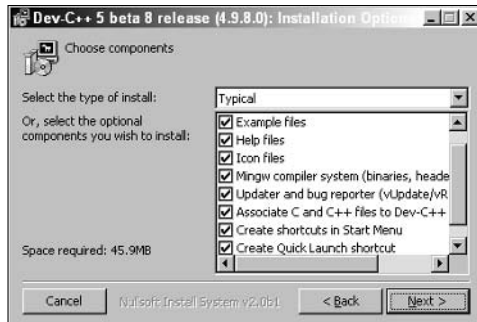 Dev-C++ 5 beta 8 release (4.9.8.0): Installation Options
Choose components
Select the type of install:
Typical
Or, select the optional
components you wish to install:
Example files
Help files
Icon files
Mingw compiler system (binaries, heade
Updater and bug reporter (vUpdate/vR
Associate C and C++ files to Dev-C++
Create shortcuts in Start Menu
Create Quick Launch shortcut
Space required: 45.9MB
Cancel
Nullsoft Install System v2.0b1
< Back
Next >